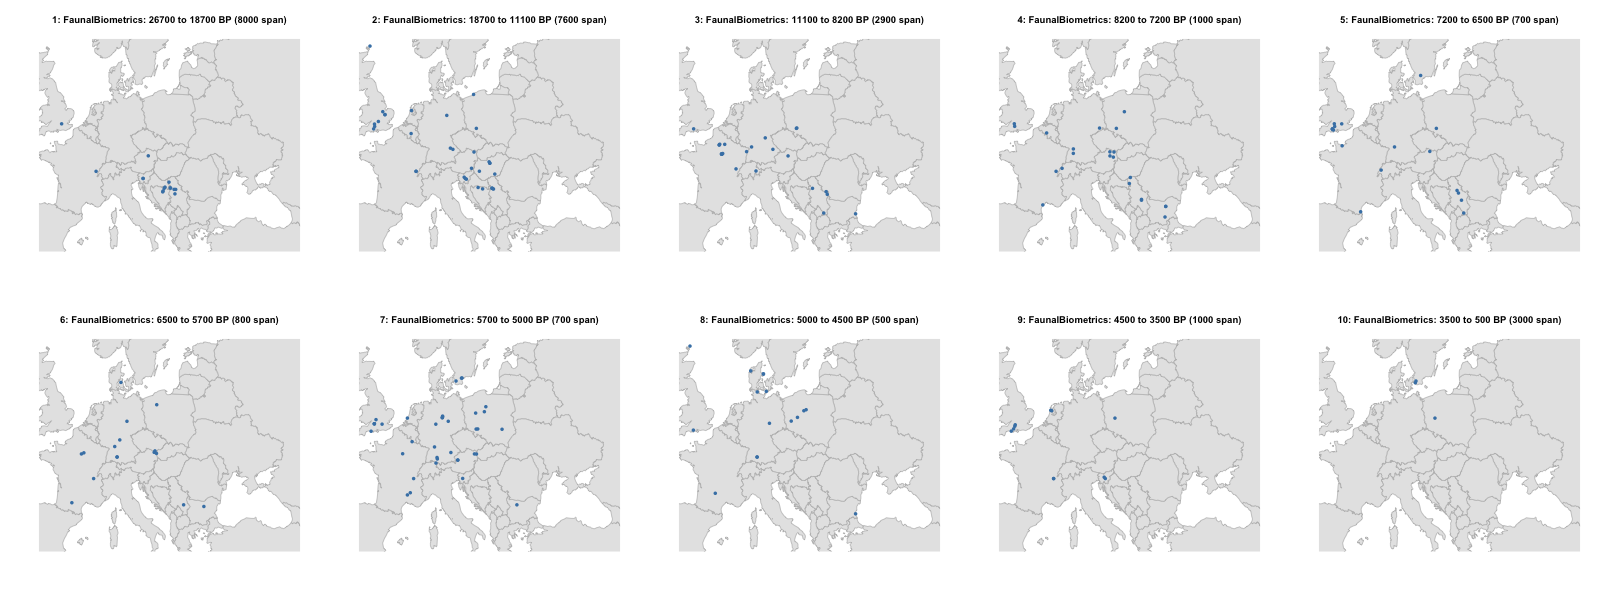 1: FaunalBiometrics: 26700 to 18700 BP (8000 span)
2: FaunalBiometrics: 18700 to 11100 BP (7600 span)
3: FaunalBiometrics: 11100 to 8200 BP (2900 span)
4: FaunalBiometrics: 8200 to 7200 BP (1000 span)
5: FaunalBiometrics: 7200 to 6500 BP (700 span)
6: FaunalBiometrics: 6500 to 5700 BP (800 span)
7: FaunalBiometrics: 5700 to 5000 BP (700 span)
8: FaunalBiometrics: 5000 to 4500 BP (500 span)
9: FaunalBiometrics: 4500 to 3500 BP (1000 span)
10: FaunalBiometrics: 3500 to 500 BP (3000 span)